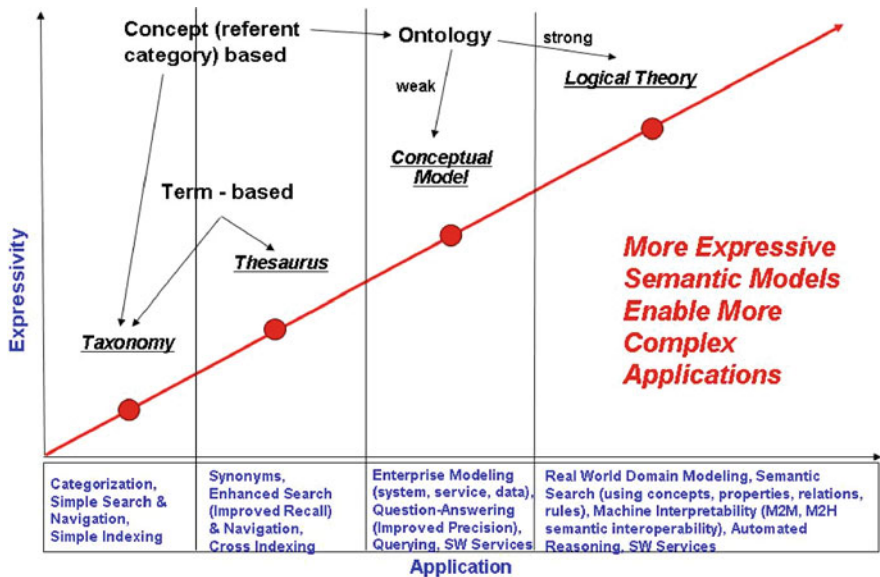 Concept (referent
category) based
Ontology
strong
Logical Theory
weak
Conceptual
Model
Term - based
Thesaurus
Taxonomy
More Expressive
Semantic Models
Enable More
Complex
Applications
Expressivity
Categorization,
Simple Search &
Navigation,
Simple Indexing
Synonyms,
Enhanced Search
(Improved Recall)
& Navigation,
Cross Indexing
Enterprise Modeling
(system, service, data),
Question-Answering
(Improved Precision),
Querying, SW Services
Real World Domain Modeling, Semantic
Search (using concepts, properties, relations,
rules), Machine Interpretability (M2M, M2H
semantic interoperability), Automated
Reasoning, SW Services
Application